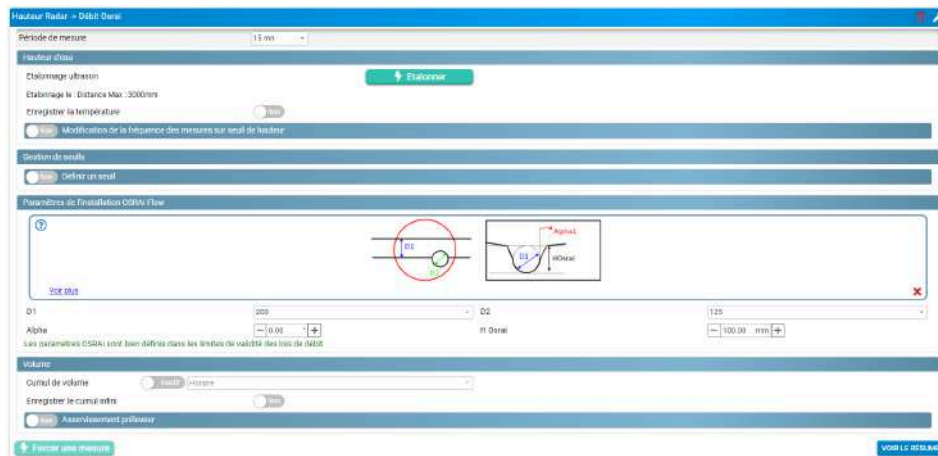 Hauteur Radar -> Débit Osrai
Période de mesure 15 mn
Hauteur d'eau
Etalonnage ultrason Etalonner
Etalonnage le : Distance Max : 3000mm
Enregistrer la température Non
Non Modification de la fréquence des mesures sur seuil de hauteur
Gestion de seuils
Non Définir un seuil
Paramètres de l'installation OSRAI Flow
D1
D2
Alpha1
D1
HOsrai
Voir plus
D1 200 D2 125
Alpha 0.00 ° H Osrai 100.00 mm
Les paramètres OSRAI sont bien définis dans les limites de validité des lois de débit
Volume
Cumul de volume Inactif Horaire
Enregistrer le cumul infini Non
Non Asservissement préleveur
Forcer une mesure VOIR LE RÉSUMÉ